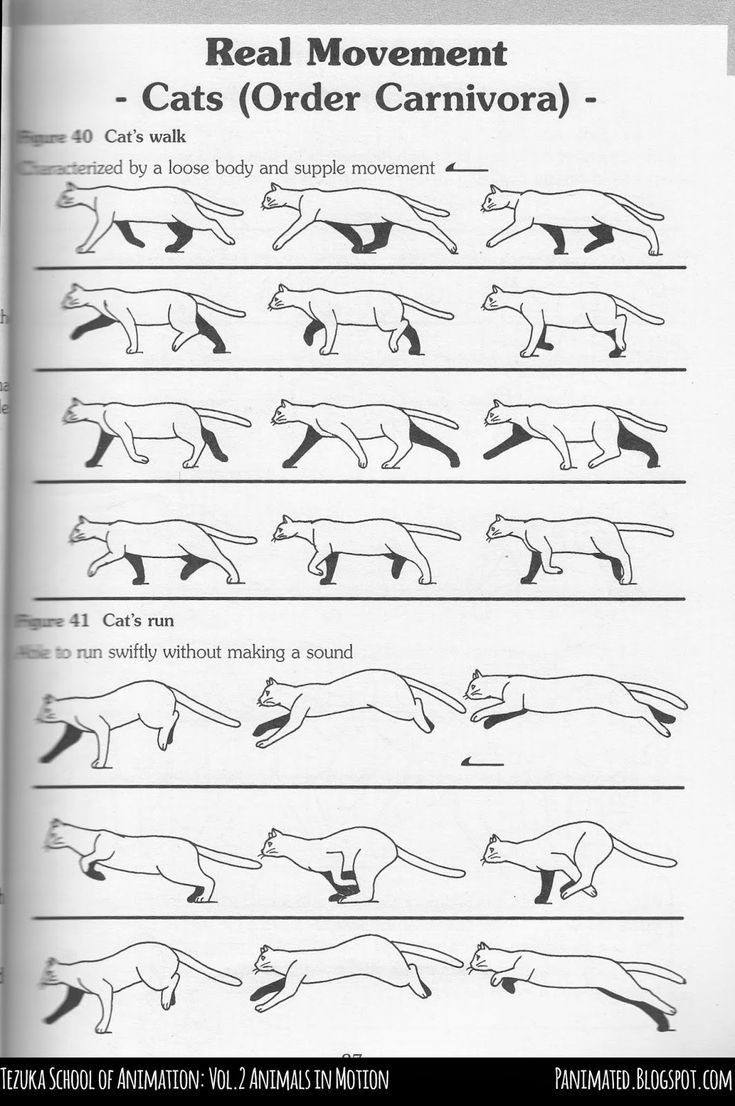 Real Movement
- Cats (Order Carnivora) -
Figure 40 Cat's walk
Characterized by a loose body and supple movement
Figure 41 Cat's run
Able to run swiftly without making a sound
Tezuka School of Animation: Vol.2 Animals in Motion
Panimated.blogspot.com